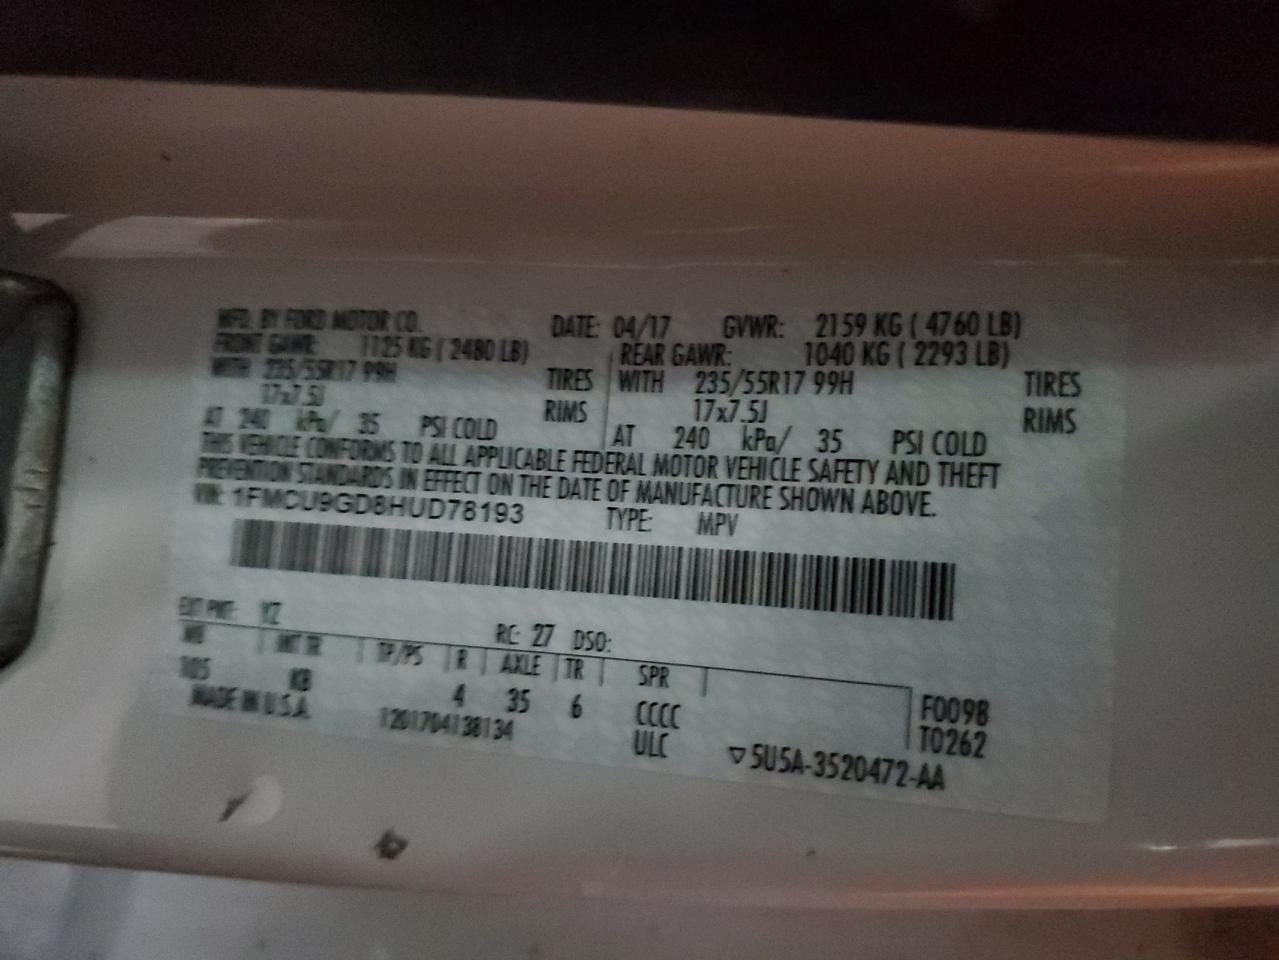 MFD. BY FORD MOTOR CO. DATE: 04/17 GVWR: 2159 KG ( 4760 LB)
FRONT GAWR: 1125 KG ( 2480 LB) REAR GAWR: 1040 KG ( 2293 LB)
WITH 235/55R17 99H TIRES WITH 235/55R17 99H TIRES
17x7.5J RIMS 17x7.5J RIMS
AT 240 kPa/ 35 PSI COLD AT 240 kPa/ 35 PSI COLD
THIS VEHICLE CONFORMS TO ALL APPLICABLE FEDERAL MOTOR VEHICLE SAFETY AND THEFT
PREVENTION STANDARDS IN EFFECT ON THE DATE OF MANUFACTURE SHOWN ABOVE.
VIN: 1FMCU9GD8HUD78193 TYPE: MPV
EXT PNT: YZ RC: 27 DSO:
WB INT TR TP/PS R AXLE TR SPR
105 KB 4 35 6 CCCC F0098
MADE IN U.S.A. 1201704138134 ULC T0262
▽5U5A-3520472-AA